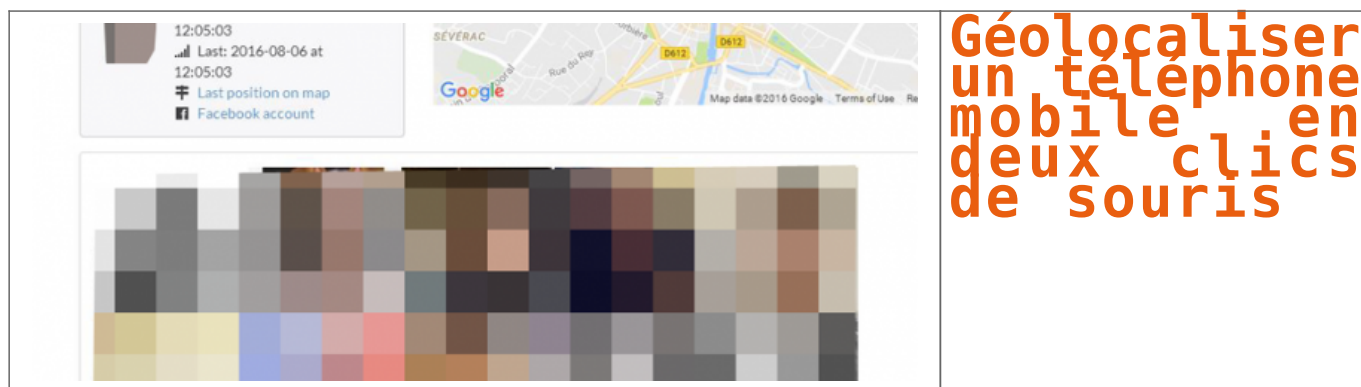 12:05:03
Last: 2016-08-06 at
12:05:03
Last position on map
Facebook account
SÉVÉRAC
Rue du Rey
D612
D612
Google
Map data ©2016 Google Terms of Use Re
Géolocaliser
un téléphone
mobile en
deux clics
de souris